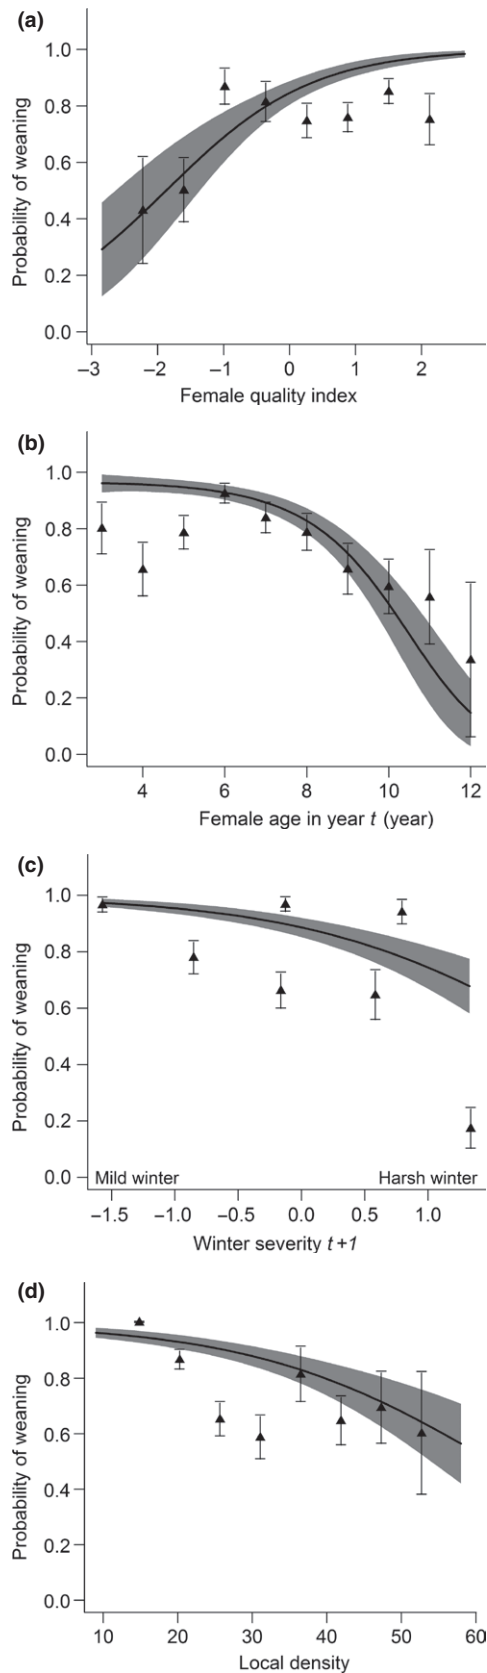 (a)
Probability of weaning
1.0
0.8
0.6
0.4
0.2
0.0
−3 −2 −1 0 1 2
Female quality index
(b)
Probability of weaning
1.0
0.8
0.6
0.4
0.2
0.0
4 6 8 10 12
Female age in year t (year)
(c)
Probability of weaning
1.0
0.8
0.6
0.4
0.2
0.0
Mild winter Harsh winter
−1.5 −1.0 −0.5 0.0 0.5 1.0
Winter severity t+1
(d)
Probability of weaning
1.0
0.8
0.6
0.4
0.2
0.0
10 20 30 40 50 60
Local density